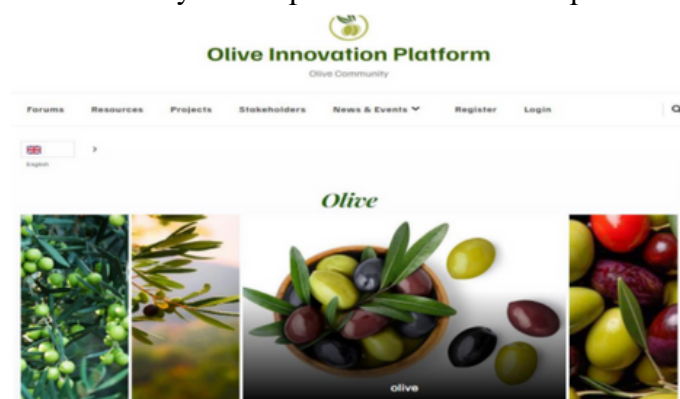 Olive Innovation Platform
Olive Community
Forums Resources Projects Stakeholders News & Events Register Login
English
Olive
olive